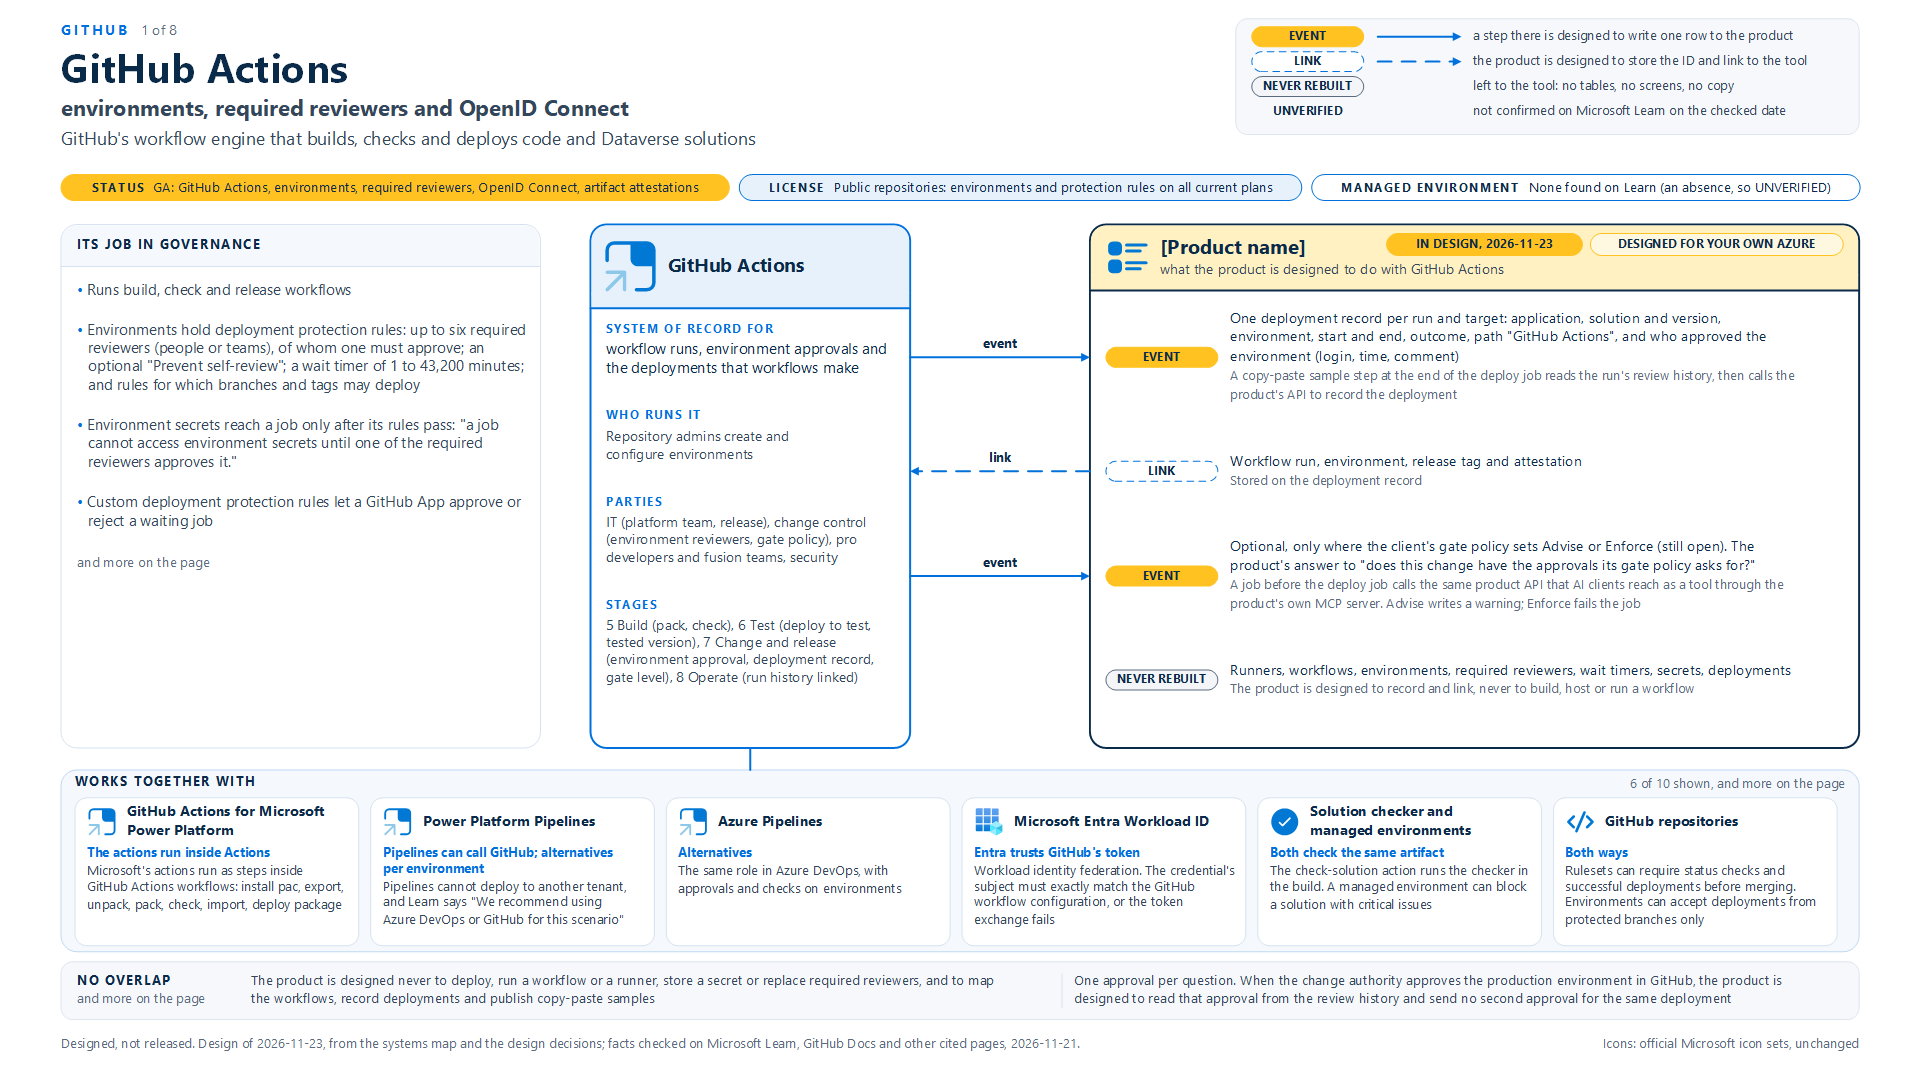 GITHUB 1 of 8
GitHub Actions
environments, required reviewers and OpenID Connect
GitHub's workflow engine that builds, checks and deploys code and Dataverse solutions
EVENT a step there is designed to write one row to the product
LINK the product is designed to store the ID and link to the tool
NEVER REBUILT left to the tool: no tables, no screens, no copy
UNVERIFIED not confirmed on Microsoft Learn on the checked date
STATUS GA: GitHub Actions, environments, required reviewers, OpenID Connect, artifact attestations
LICENSE Public repositories: environments and protection rules on all current plans
MANAGED ENVIRONMENT None found on Learn (an absence, so UNVERIFIED)
ITS JOB IN GOVERNANCE
• Runs build, check and release workflows
• Environments hold deployment protection rules: up to six required
reviewers (people or teams), of whom one must approve; an
optional "Prevent self-review"; a wait timer of 1 to 43,200 minutes;
and rules for which branches and tags may deploy
• Environment secrets reach a job only after its rules pass: "a job
cannot access environment secrets until one of the required
reviewers approves it."
• Custom deployment protection rules let a GitHub App approve or
reject a waiting job
and more on the page
GitHub Actions
SYSTEM OF RECORD FOR
workflow runs, environment approvals and
the deployments that workflows make
WHO RUNS IT
Repository admins create and
configure environments
PARTIES
IT (platform team, release), change control
(environment reviewers, gate policy), pro
developers and fusion teams, security
STAGES
5 Build (pack, check), 6 Test (deploy to test,
tested version), 7 Change and release
(environment approval, deployment record,
gate level), 8 Operate (run history linked)
event
link
event
[Product name]
IN DESIGN, 2026-11-23
DESIGNED FOR YOUR OWN AZURE
what the product is designed to do with GitHub Actions
EVENT
One deployment record per run and target: application, solution and version,
environment, start and end, outcome, path "GitHub Actions", and who approved the
environment (login, time, comment)
A copy-paste sample step at the end of the deploy job reads the run's review history, then calls the
product's API to record the deployment
LINK
Workflow run, environment, release tag and attestation
Stored on the deployment record
EVENT
Optional, only where the client's gate policy sets Advise or Enforce (still open). The
product's answer to "does this change have the approvals its gate policy asks for?"
A job before the deploy job calls the same product API that AI clients reach as a tool through the
product's own MCP server. Advise writes a warning; Enforce fails the job
NEVER REBUILT
Runners, workflows, environments, required reviewers, wait timers, secrets, deployments
The product is designed to record and link, never to build, host or run a workflow
WORKS TOGETHER WITH
6 of 10 shown, and more on the page
GitHub Actions for Microsoft
Power Platform
The actions run inside Actions
Microsoft's actions run as steps inside
GitHub Actions workflows: install pac, export,
unpack, pack, check, import, deploy package
Power Platform Pipelines
Pipelines can call GitHub; alternatives
per environment
Pipelines cannot deploy to another tenant,
and Learn says "We recommend using
Azure DevOps or GitHub for this scenario"
Azure Pipelines
Alternatives
The same role in Azure DevOps, with
approvals and checks on environments
Microsoft Entra Workload ID
Entra trusts GitHub's token
Workload identity federation. The credential's
subject must exactly match the GitHub
workflow configuration, or the token
exchange fails
Solution checker and
managed environments
Both check the same artifact
The check-solution action runs the checker in
the build. A managed environment can block
a solution with critical issues
GitHub repositories
Both ways
Rulesets can require status checks and
successful deployments before merging.
Environments can accept deployments from
protected branches only
NO OVERLAP
and more on the page
The product is designed never to deploy, run a workflow or a runner, store a secret or replace required reviewers, and to map
the workflows, record deployments and publish copy-paste samples
One approval per question. When the change authority approves the production environment in GitHub, the product is
designed to read that approval from the review history and send no second approval for the same deployment
Designed, not released. Design of 2026-11-23, from the systems map and the design decisions; facts checked on Microsoft Learn, GitHub Docs and other cited pages, 2026-11-21.
Icons: official Microsoft icon sets, unchanged